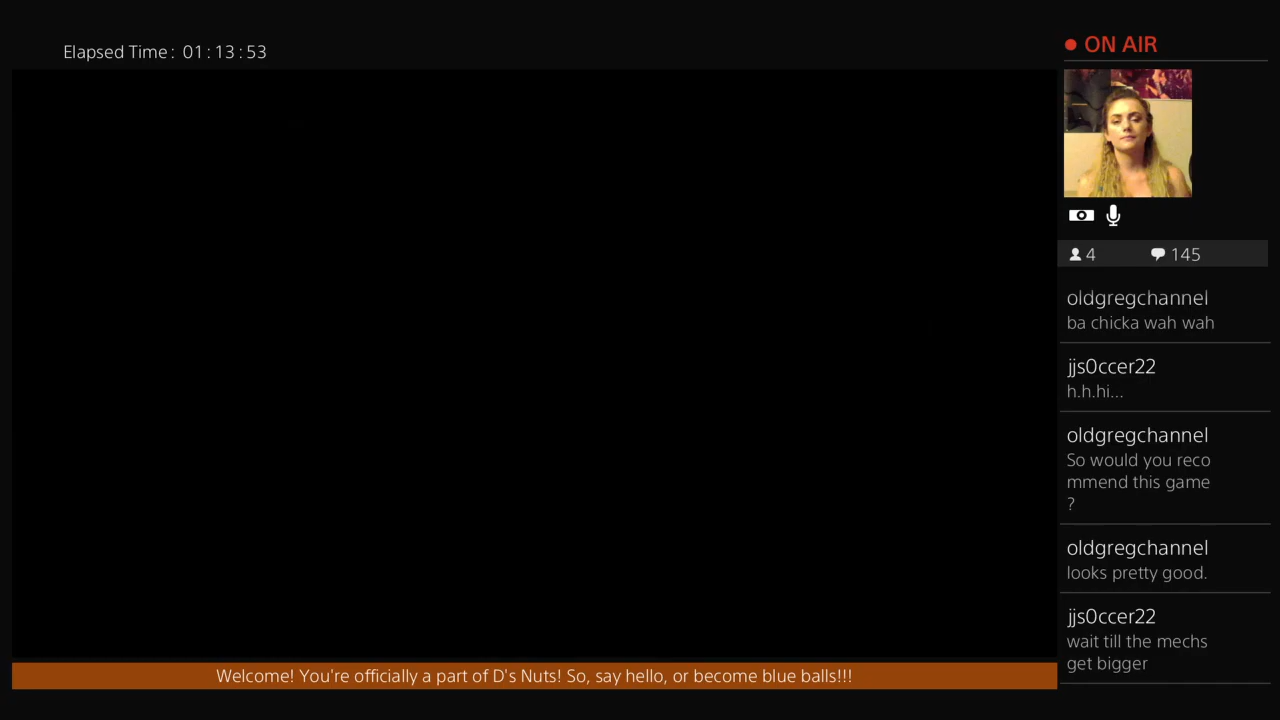 Elapsed Time: 01:13:53
ON AIR
4 145
oldgregchannel
ba chicka wah wah
jjs0ccer22
h.h.hi...
oldgregchannel
So would you reco
mmend this game
?
oldgregchannel
looks pretty good.
jjs0ccer22
wait till the mechs
get bigger
Welcome! You're officially a part of D's Nuts! So, say hello, or become blue balls!!!